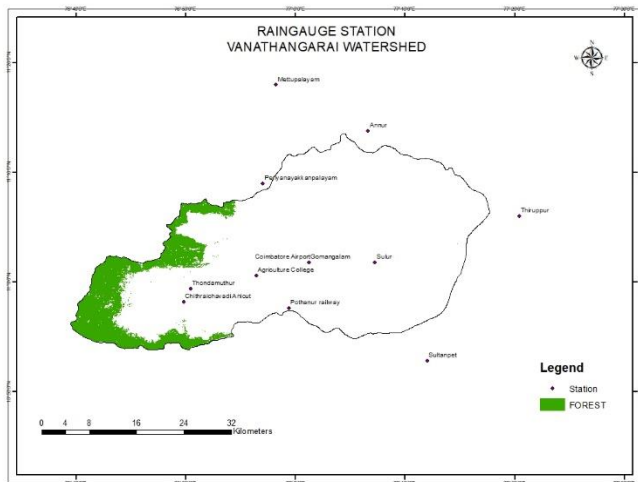 RAINGAUGE STATION
VANATHANGARAI WATERSHED
N
W E
S
Mettupalayam
Annur
Periyanayakkanpalayam
Thiruppur
Coimbatore Airport Gomangalam
Sulur
Agriculture College
Thondamuthur
Chithraichavadi Anicut
Pothanur railway
Sultanpet
Legend
Station
FOREST
0 4 8 16 24 32
Kilometers